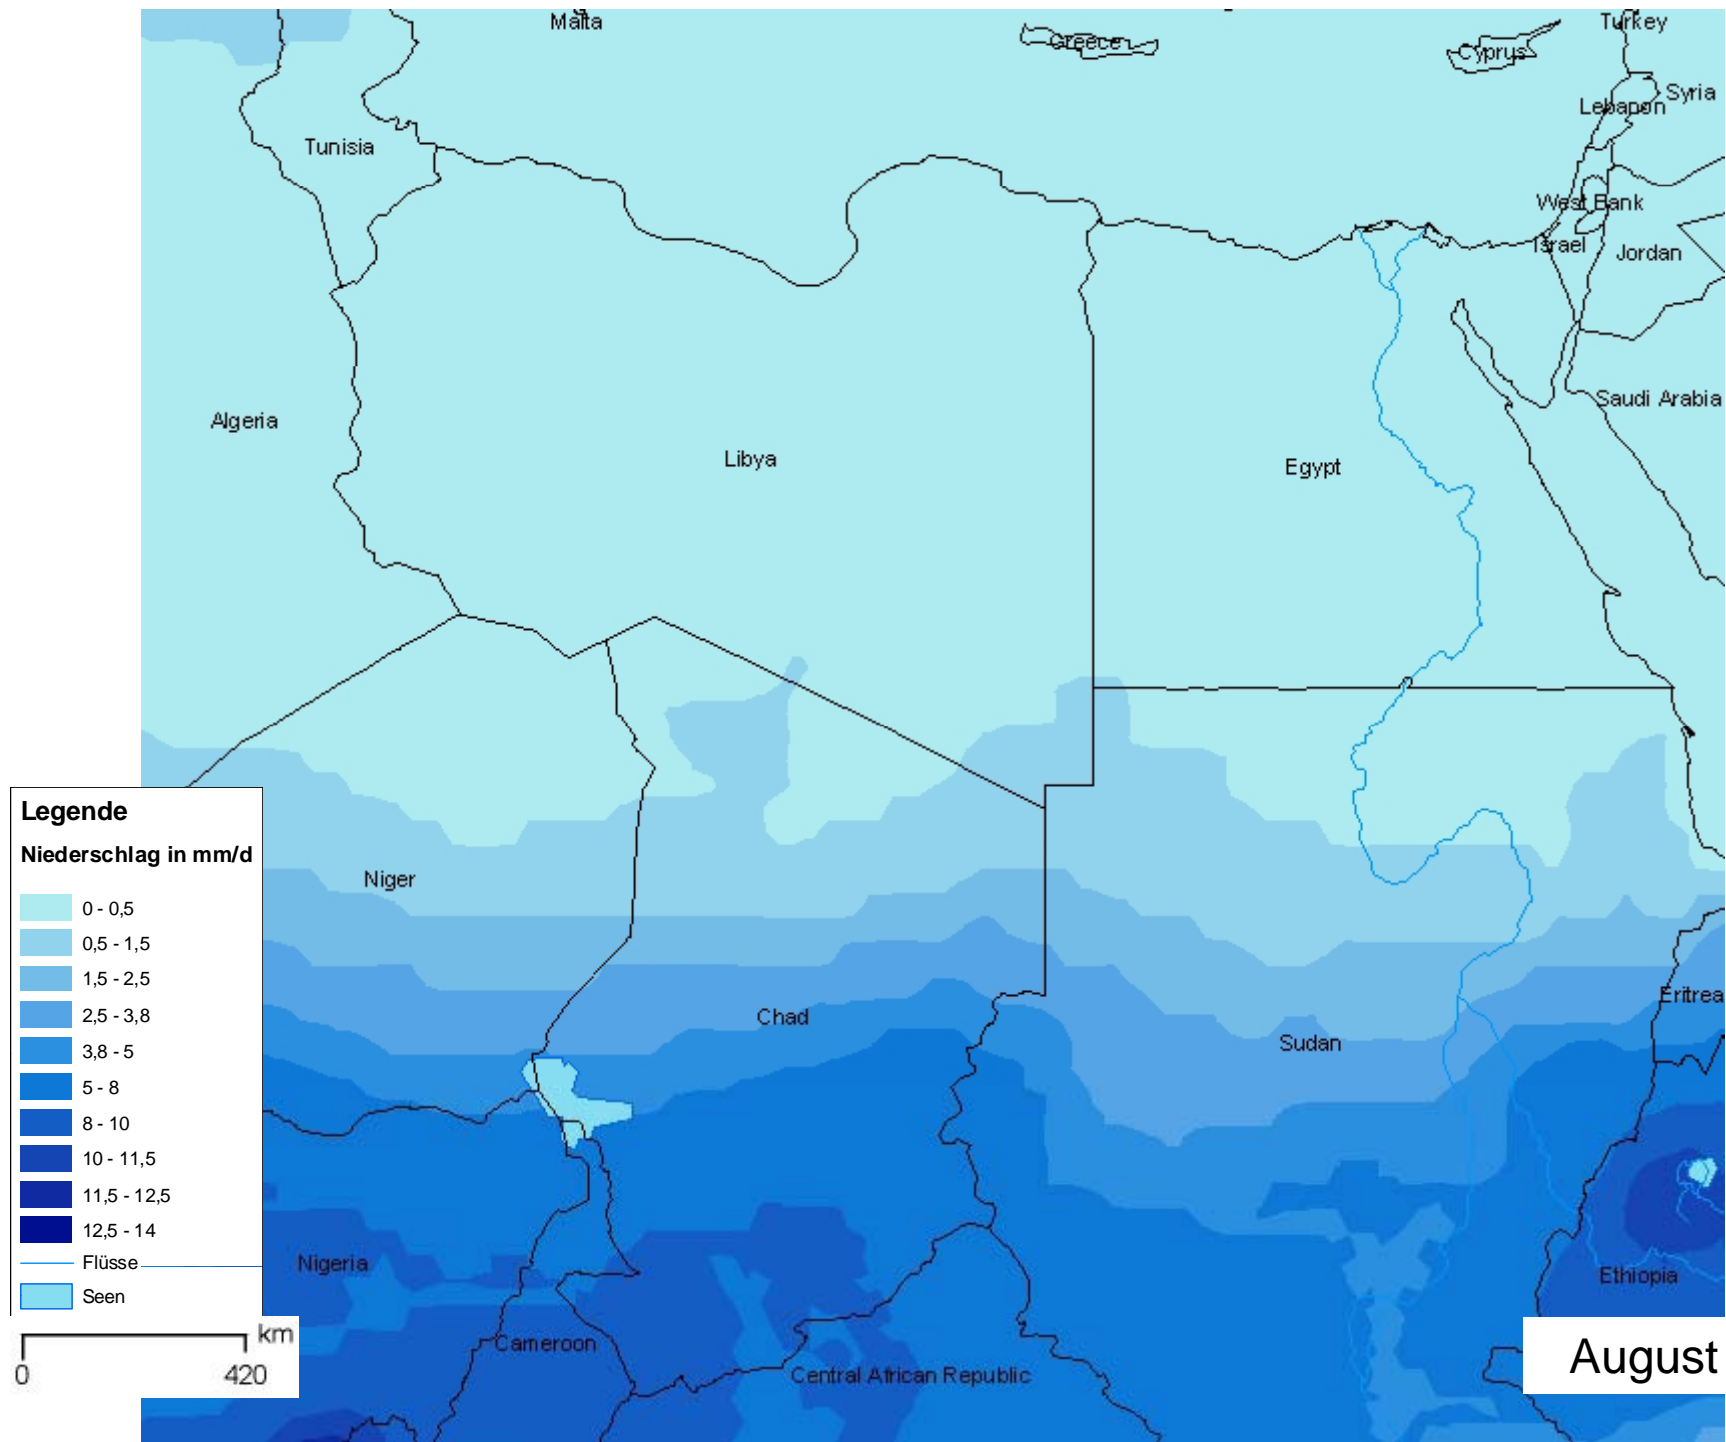 Malta
Greece
Cyprus
Turkey
Syria
Lebanon
Tunisia
West Bank
Israel
Jordan
Algeria
Libya
Egypt
Saudi Arabia
Niger
Chad
Sudan
Eritrea
Nigeria
Cameroon
Central African Republic
Ethiopia
Legende
Niederschlag in mm/d
0 - 0,5
0,5 - 1,5
1,5 - 2,5
2,5 - 3,8
3,8 - 5
5 - 8
8 - 10
10 - 11,5
11,5 - 12,5
12,5 - 14
Flüsse
Seen
km
0 420
August